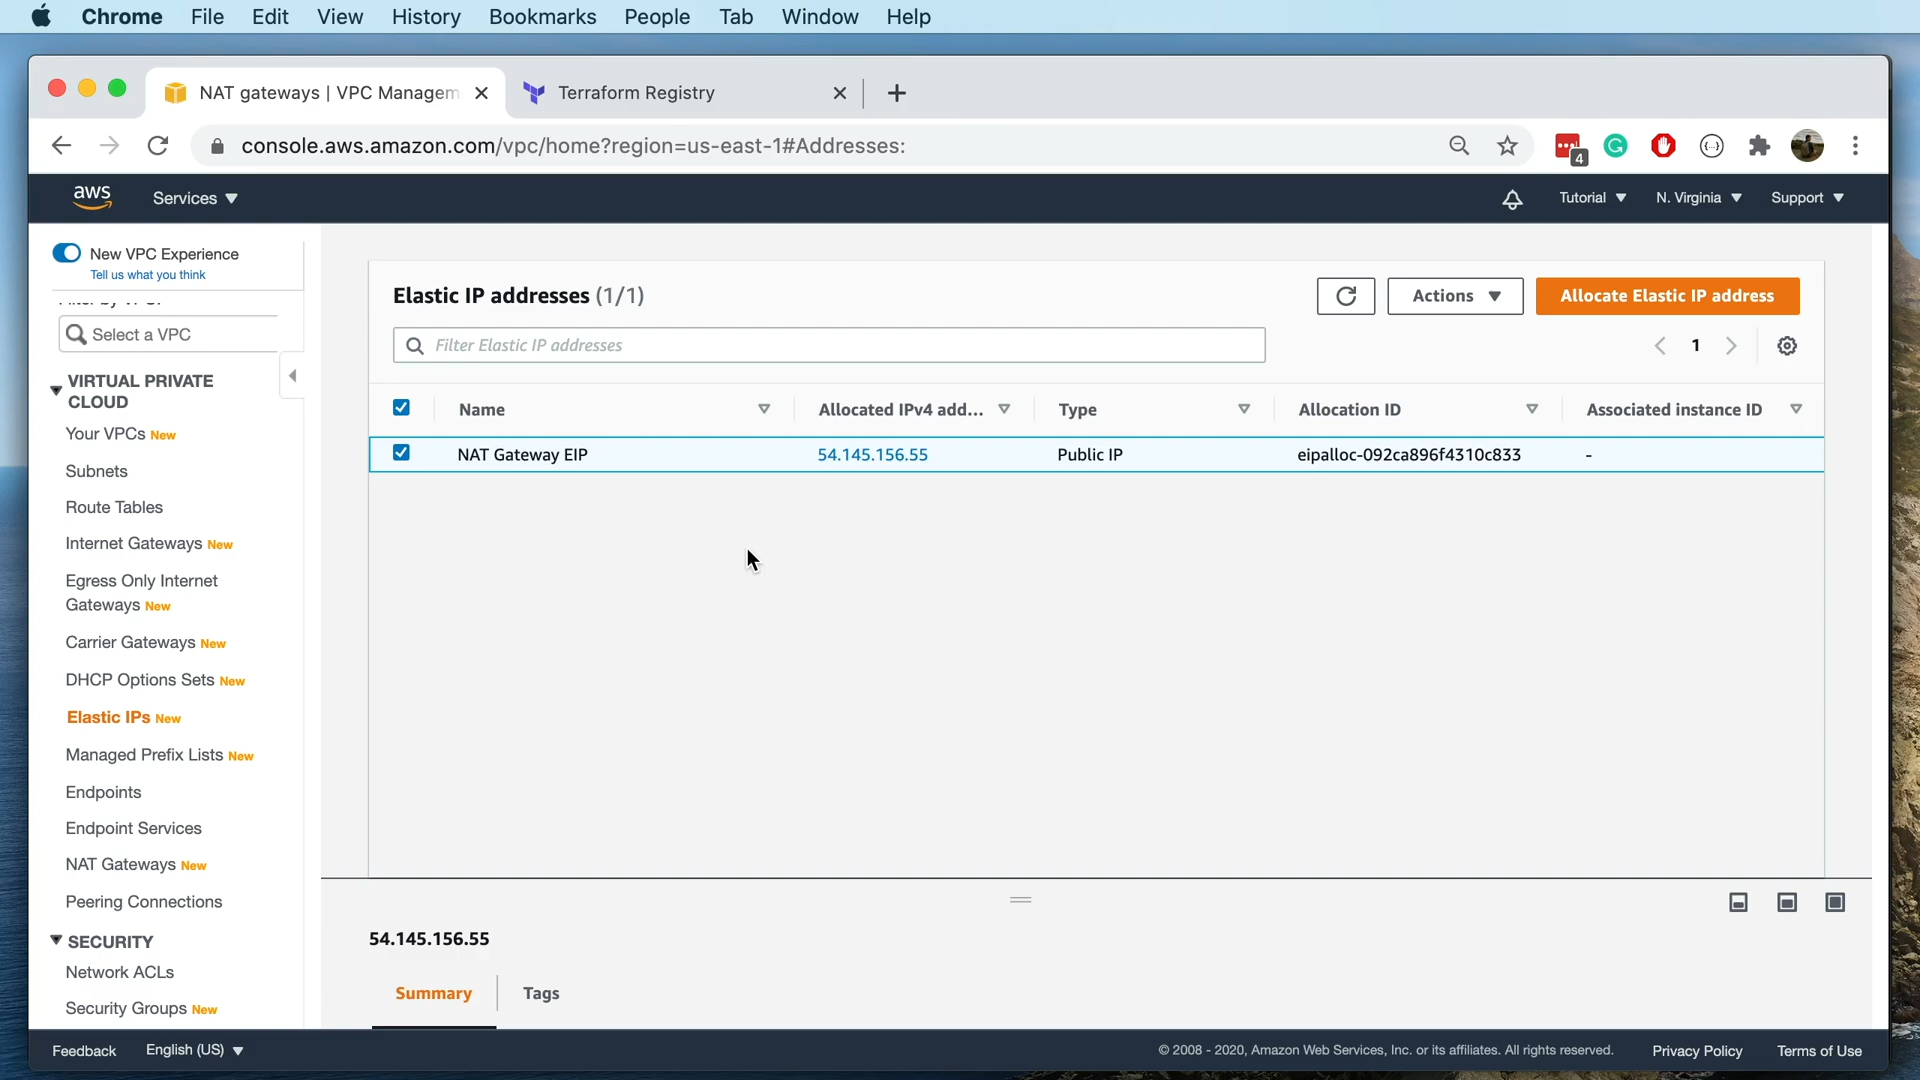 Chrome File Edit View History Bookmarks People Tab Window Help
NAT gateways | VPC Managem
Terraform Registry
console.aws.amazon.com/vpc/home?region=us-east-1#Addresses:
4
aws Services
Tutorial N. Virginia Support
New VPC Experience
Tell us what you think
Select a VPC
VIRTUAL PRIVATE
CLOUD
Your VPCs New
Subnets
Route Tables
Internet Gateways New
Egress Only Internet
Gateways New
Carrier Gateways New
DHCP Options Sets New
Elastic IPs New
Managed Prefix Lists New
Endpoints
Endpoint Services
NAT Gateways New
Peering Connections
SECURITY
Network ACLs
Security Groups New
Elastic IP addresses (1/1)
Actions
Allocate Elastic IP address
Filter Elastic IP addresses
1
Name Allocated IPv4 add... Type Allocation ID Associated instance ID
NAT Gateway EIP 54.145.156.55 Public IP eipalloc-092ca896f4310c833 -
54.145.156.55
Summary Tags
Feedback English (US)
© 2008 - 2020, Amazon Web Services, Inc. or its affiliates. All rights reserved. Privacy Policy Terms of Use